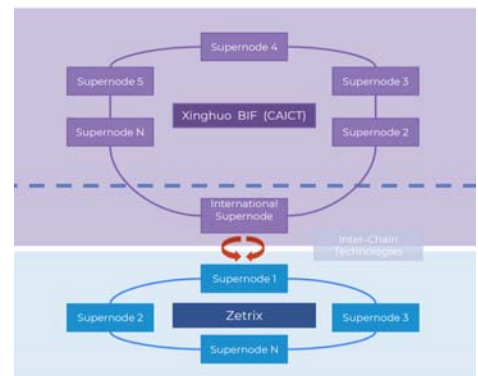 Supernode 4
Supernode 5
Supernode 3
Xinghuo BIF (CAICT)
Supernode N
Supernode 2
International
Supernode
Inter-Chain
Technologies
Supernode 1
Supernode 2
Zetrix
Supernode 3
Supernode N